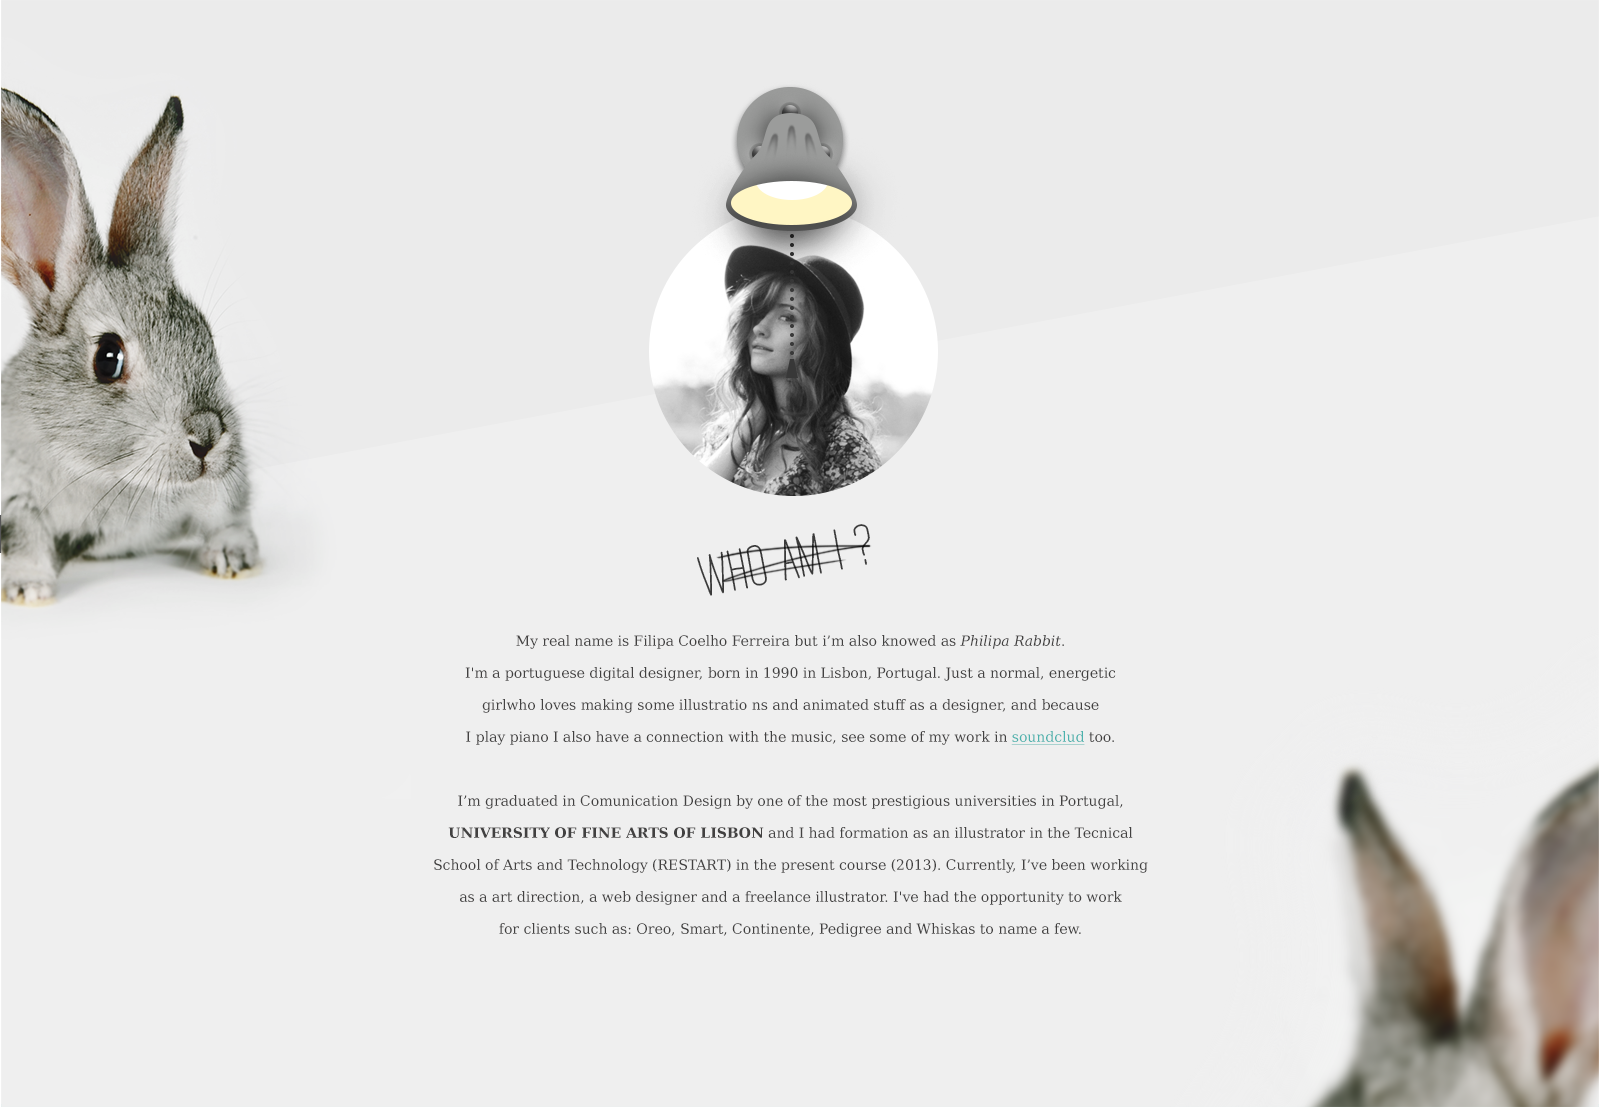 WHO AM I ?
My real name is Filipa Coelho Ferreira but i’m also knowed as Philipa Rabbit.
I'm a portuguese digital designer, born in 1990 in Lisbon, Portugal. Just a normal, energetic
girlwho loves making some illustratio ns and animated stuff as a designer, and because
I play piano I also have a connection with the music, see some of my work in soundclud too.
I’m graduated in Comunication Design by one of the most prestigious universities in Portugal,
UNIVERSITY OF FINE ARTS OF LISBON and I had formation as an illustrator in the Tecnical
School of Arts and Technology (RESTART) in the present course (2013). Currently, I’ve been working
as a art direction, a web designer and a freelance illustrator. I've had the opportunity to work
for clients such as: Oreo, Smart, Continente, Pedigree and Whiskas to name a few.